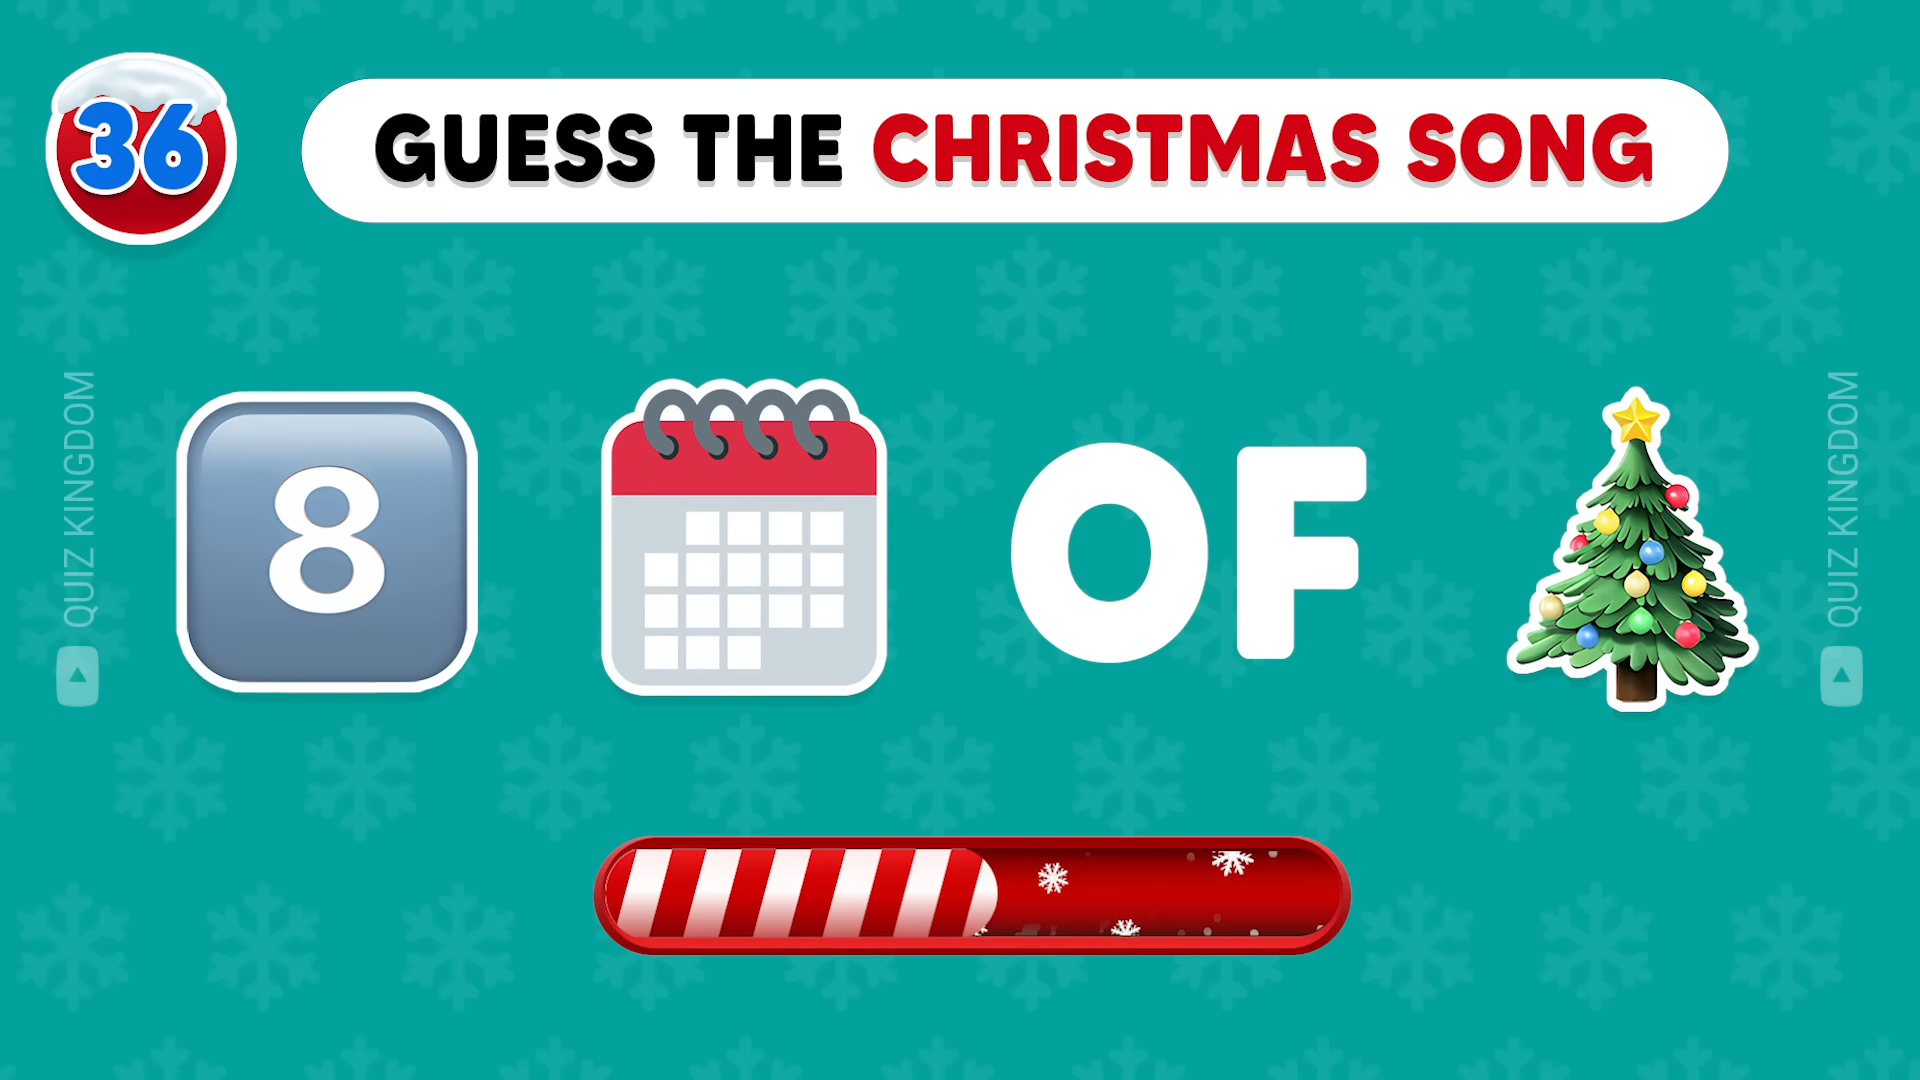 36
GUESS THE CHRISTMAS SONG
QUIZ KINGDOM
8
OF
QUIZ KINGDOM